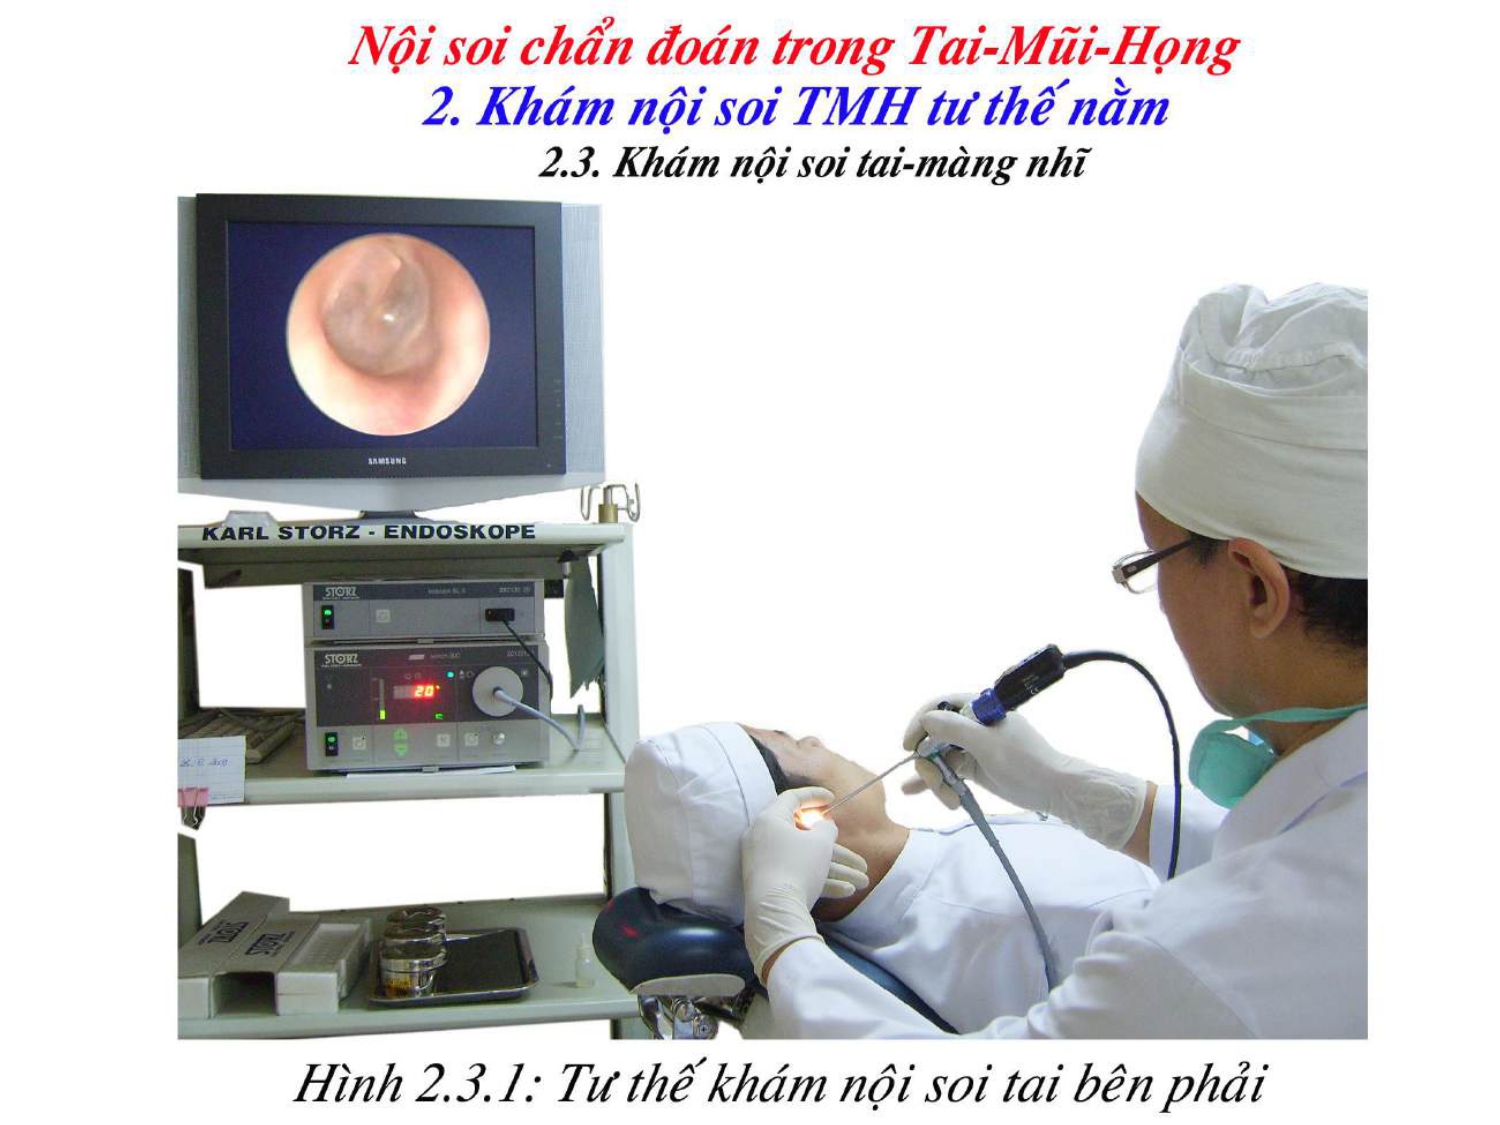 Nội soi chẩn đoán trong Tai-Mũi-Họng
2. Khám nội soi TMH tư thế nằm
2.3. Khám nội soi tai-màng nhĩ
SAMSUNG
KARL STORZ - ENDOSKOPE
STORZ
STORZ
20
STORZ
STORZ
Hình 2.3.1: Tư thế khám nội soi tai bên phải